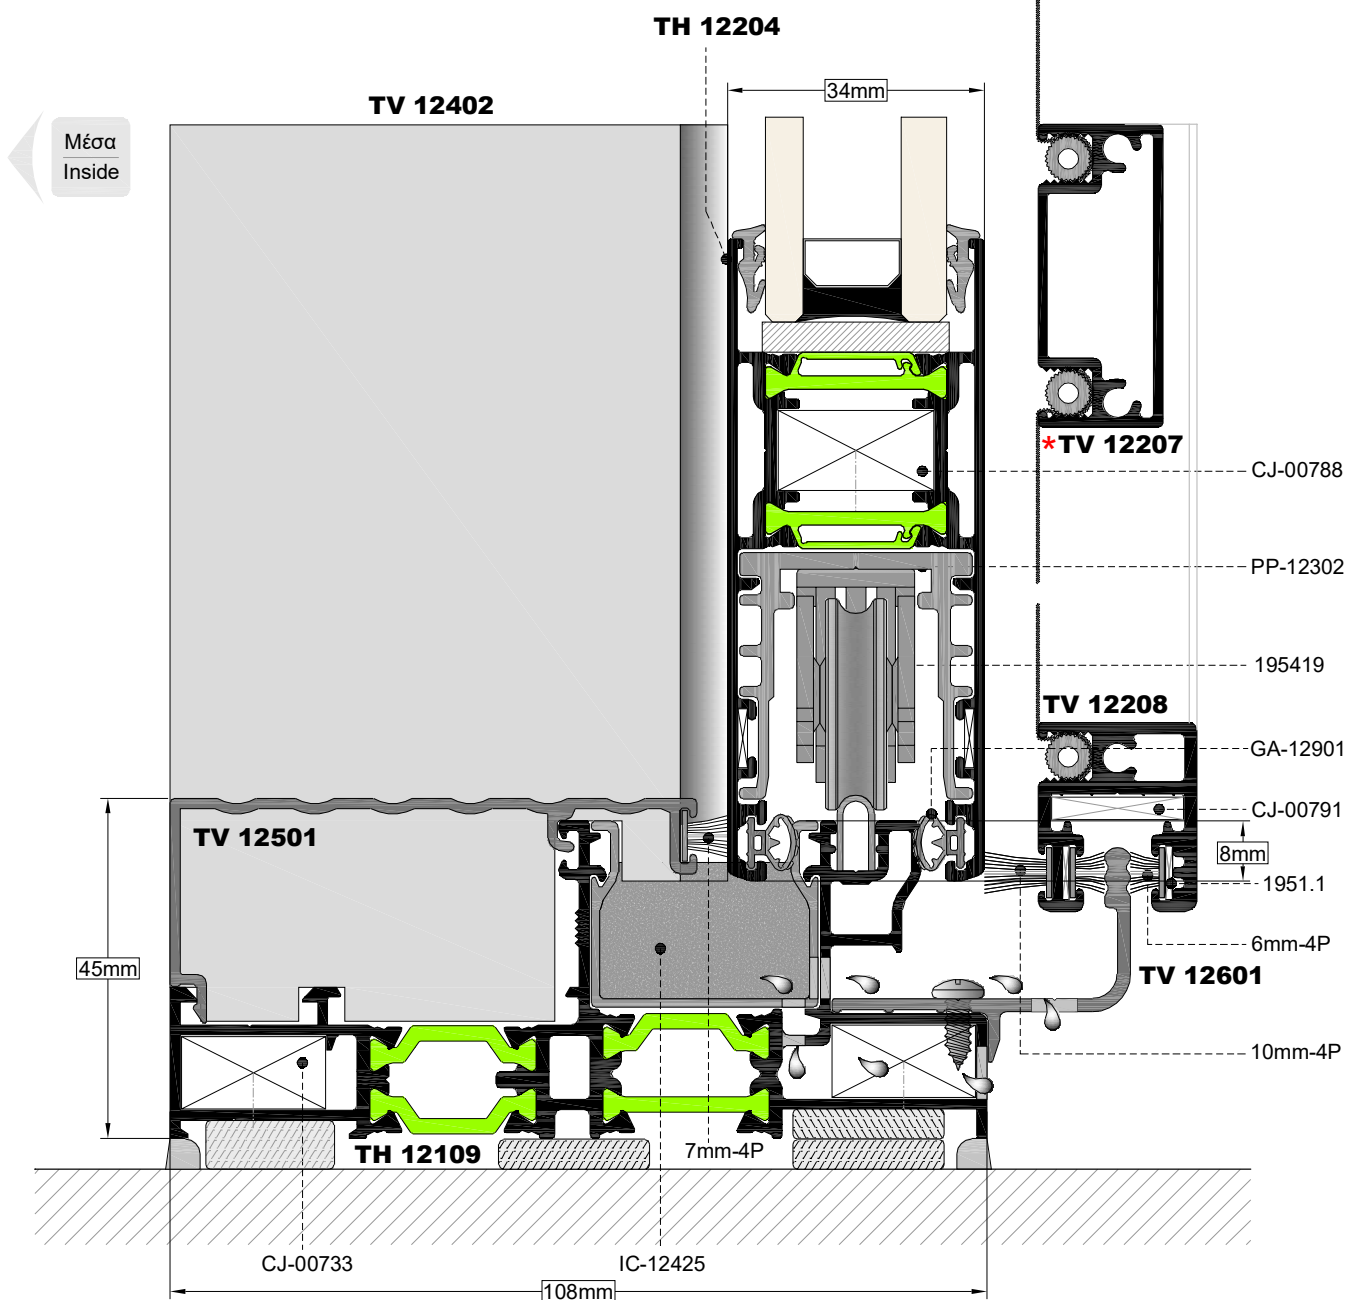 TH 12204
34mm
TV 12402
Μέσα
Inside
*TV 12207
CJ-00788
PP-12302
195419
TV 12208
GA-12901
CJ-00791
TV 12501
8mm
1951.1
6mm-4P
45mm
TV 12601
10mm-4P
7mm-4P
TH 12109
CJ-00733
IC-12425
108mm